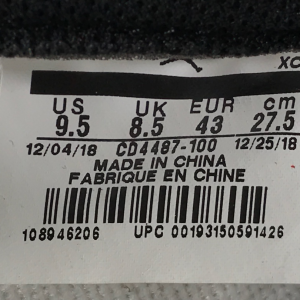 XC
US UK EUR cm
9.5 8.5 43 27.5
12/04/18 CD4487-100 12/25/18
MADE IN CHINA
FABRIQUE EN CHINE
108946206 UPC 00193150591426